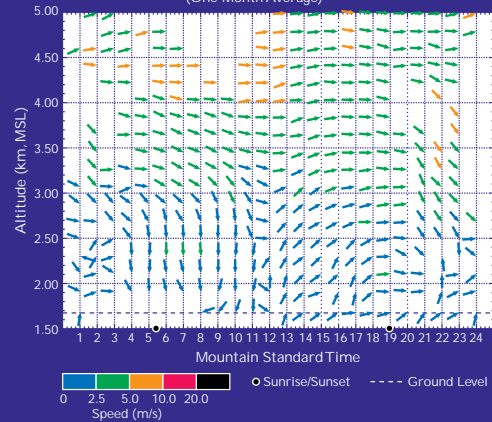 (One Month Average)
5.00
4.50
4.00
3.50
3.00
2.50
2.00
1.50
Altitude (km, MSL)
1 2 3 4 5 6 7 8 9 10 11 12 13 14 15 16 17 18 19 20 21 22 23 24
Mountain Standard Time
0 2.5 5.0 10.0 20.0
Speed (m/s)
Sunrise/Sunset
Ground Level